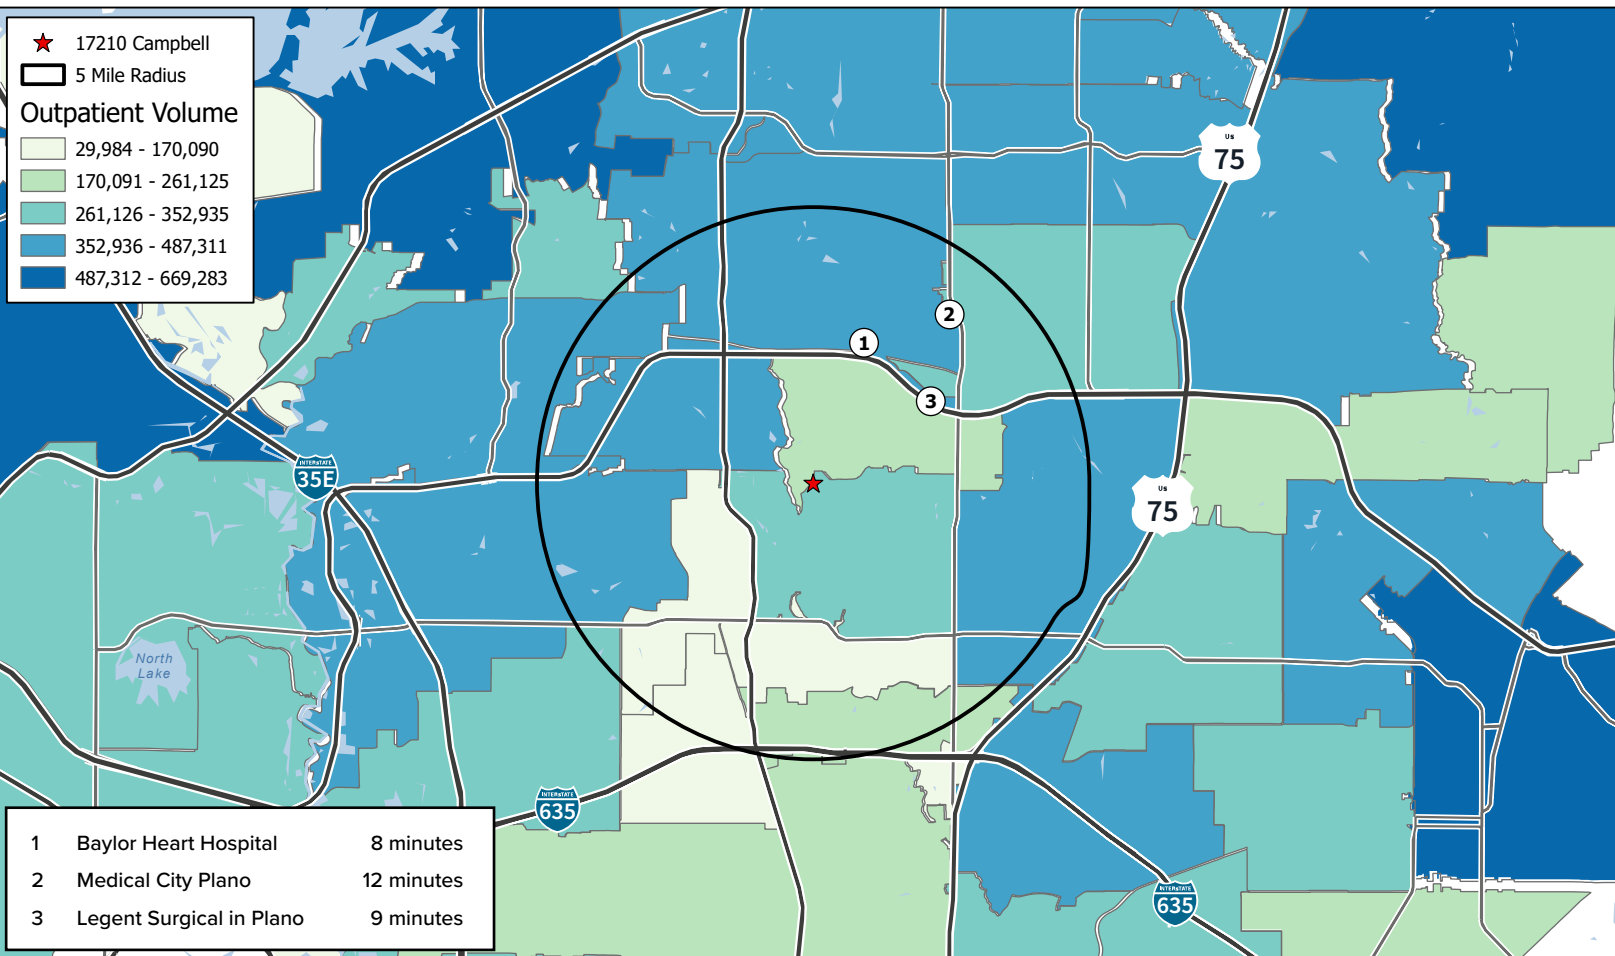 17210 Campbell
5 Mile Radius
Outpatient Volume
29,984 - 170,090
170,091 - 261,125
261,126 - 352,935
352,936 - 487,311
487,312 - 669,283
US
75
2
1
3
INTERSTATE
35E
US
75
North
Lake
INTERSTATE
635
INTERSTATE
635
1 Baylor Heart Hospital 8 minutes
2 Medical City Plano 12 minutes
3 Legent Surgical in Plano 9 minutes